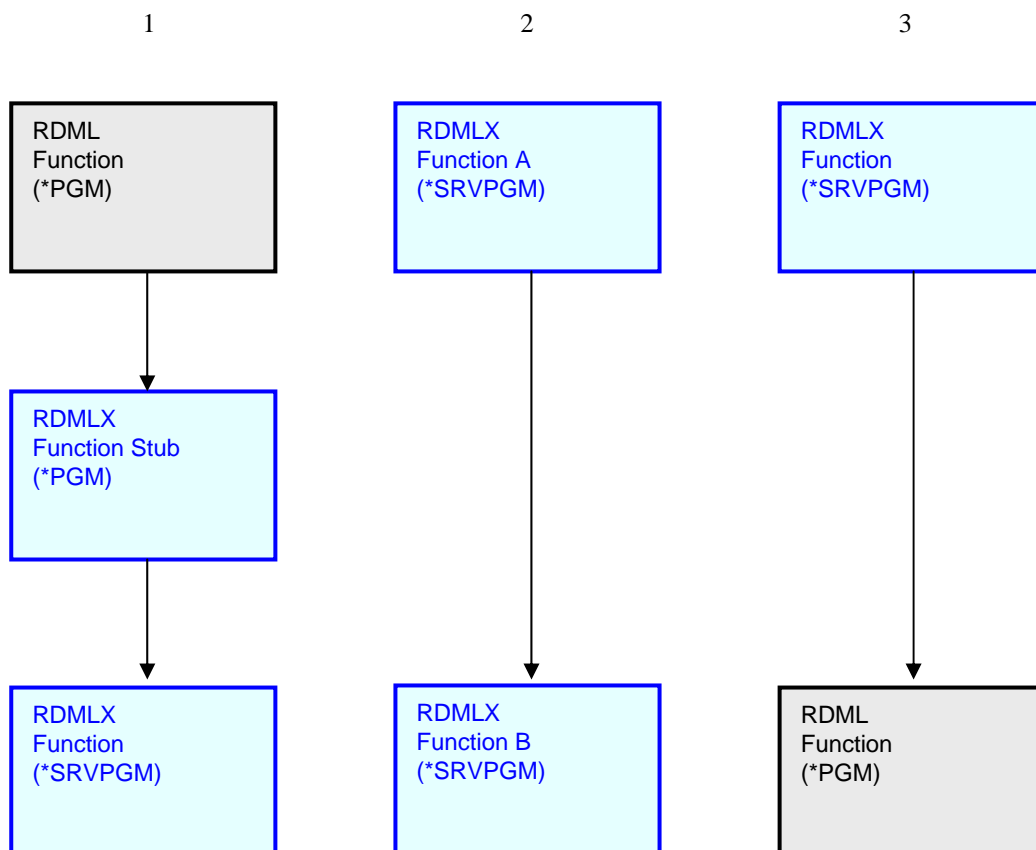 1
2
3
RDML
Function
(*PGM)
RDMLX
Function A
(*SRVPGM)
RDMLX
Function
(*SRVPGM)
RDMLX
Function Stub
(*PGM)
RDMLX
Function
(*SRVPGM)
RDMLX
Function B
(*SRVPGM)
RDML
Function
(*PGM)